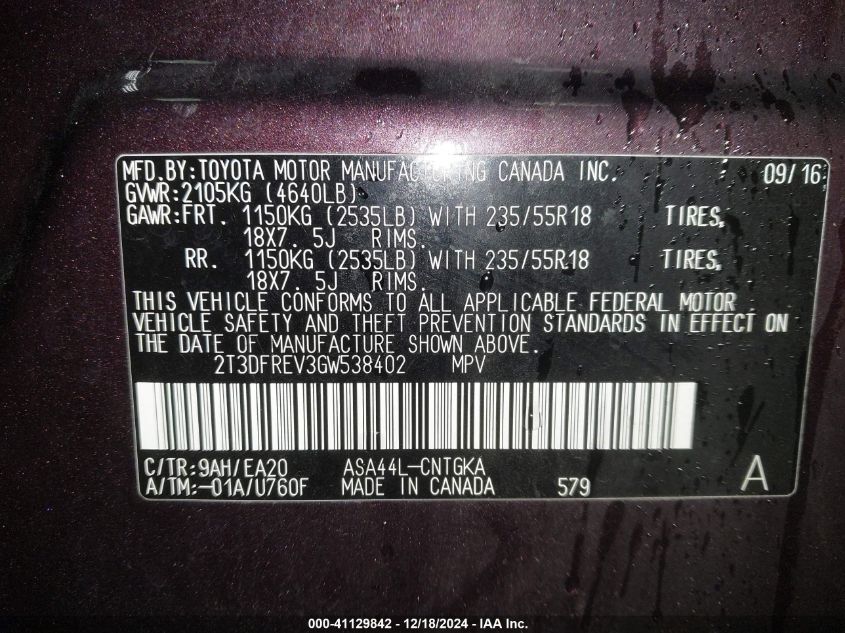 MFD.BY:TOYOTA MOTOR MANUFACTURING CANADA INC. 09/16
GVWR:2105KG (4640LB)
GAWR:FRT. 1150KG (2535LB) WITH 235/55R18 TIRES,
18X7. 5J RIMS.
RR. 1150KG (2535LB) WITH 235/55R18 TIRES,
18X7. 5J RIMS.
THIS VEHICLE CONFORMS TO ALL APPLICABLE FEDERAL MOTOR
VEHICLE SAFETY AND THEFT PREVENTION STANDARDS IN EFFECT ON
THE DATE OF MANUFACTURE SHOWN ABOVE.
2T3DFREV3GW538402 MPV
C/TR:9AH/EA20 ASA44L-CNTGKA
A/TM:-01A/U760F MADE IN CANADA 579 A
000-41129842 - 12/18/2024 - IAA Inc.